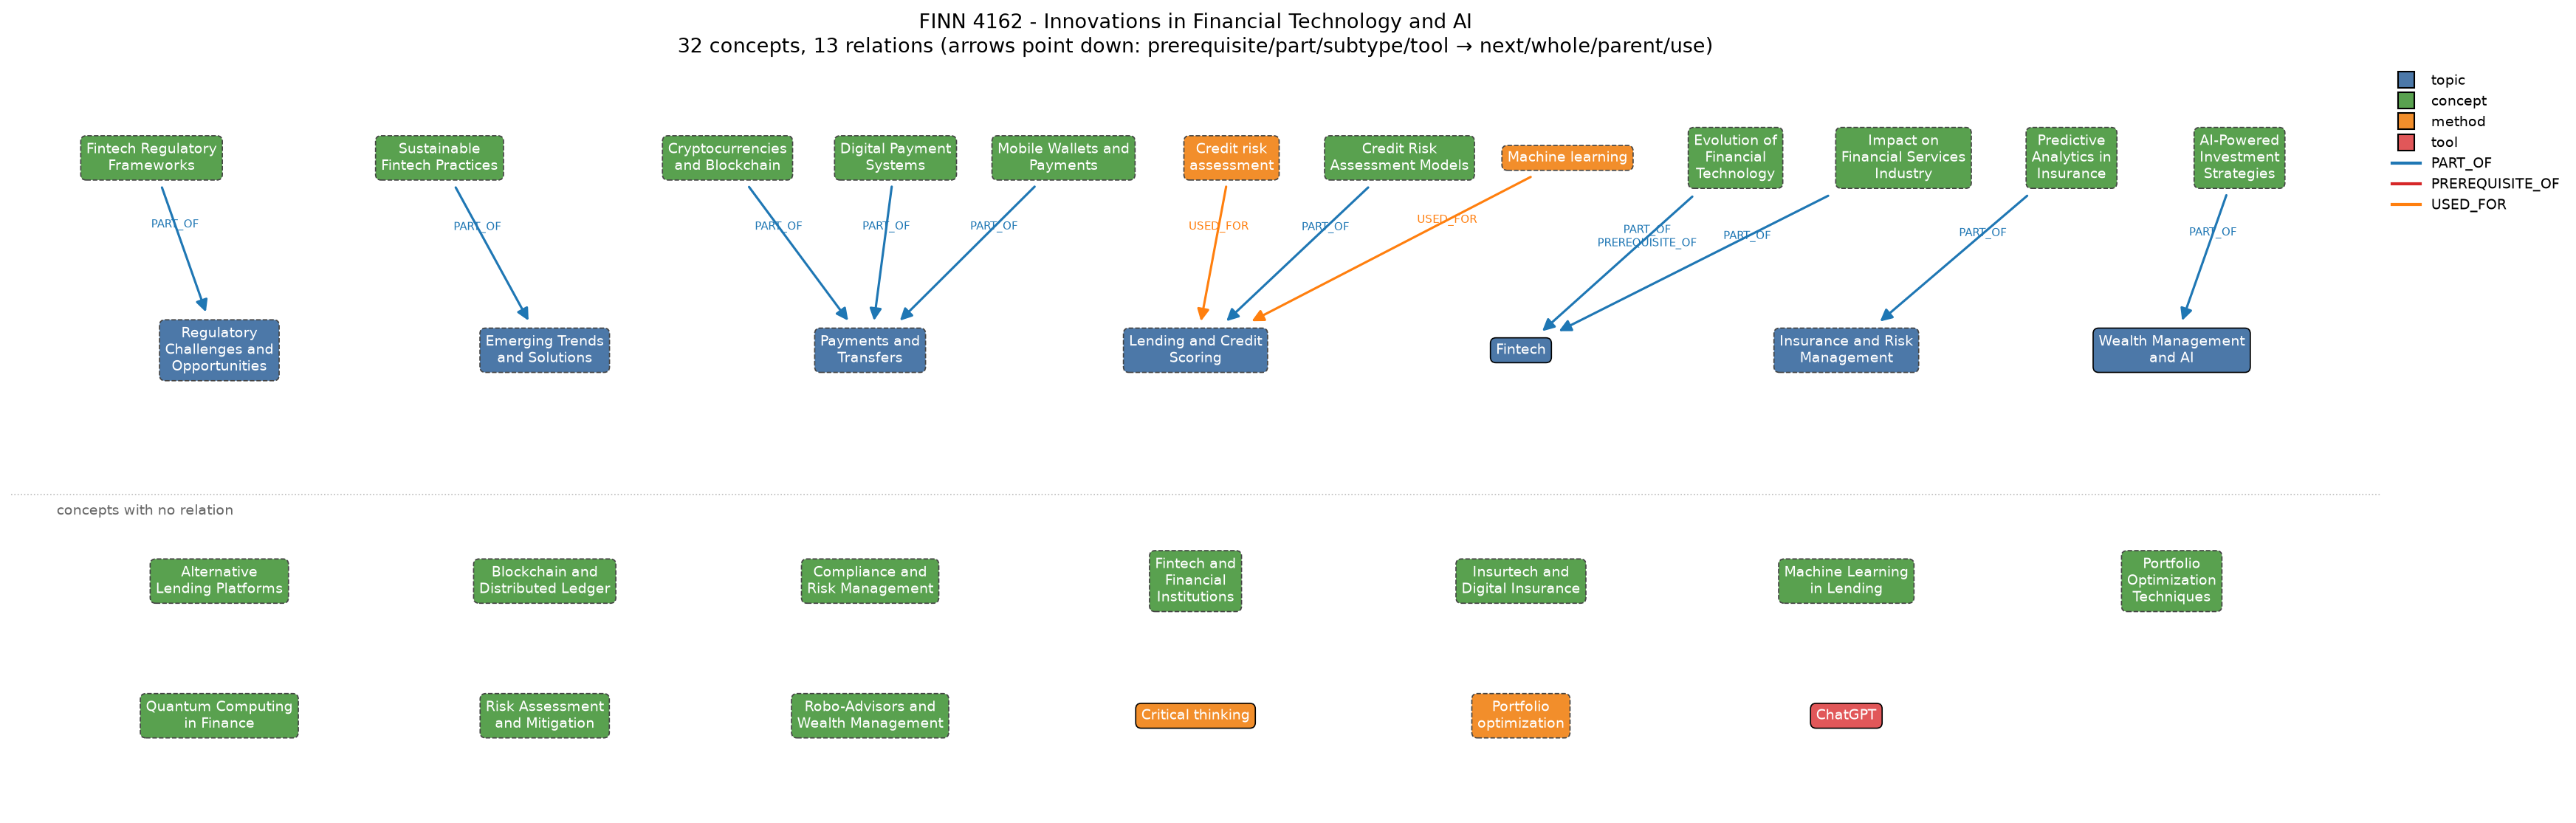 FINN 4162 - Innovations in Financial Technology and AI
32 concepts, 13 relations (arrows point down: prerequisite/part/subtype/tool → next/whole/parent/use)
topic
concept
method
tool
PART_OF
PREREQUISITE_OF
USED_FOR
Fintech Regulatory
Frameworks
Sustainable
Fintech Practices
Cryptocurrencies
and Blockchain
Digital Payment
Systems
Mobile Wallets and
Payments
Credit risk
assessment
Credit Risk
Assessment Models
Machine learning
Evolution of
Financial
Technology
Impact on
Financial Services
Industry
Predictive
Analytics in
Insurance
AI-Powered
Investment
Strategies
PART_OF
PART_OF
PART_OF
PART_OF
PART_OF
USED_FOR
PART_OF
USED_FOR
PART_OF
PREREQUISITE_OF
PART_OF
PART_OF
PART_OF
Regulatory
Challenges and
Opportunities
Emerging Trends
and Solutions
Payments and
Transfers
Lending and Credit
Scoring
Fintech
Insurance and Risk
Management
Wealth Management
and AI
concepts with no relation
Alternative
Lending Platforms
Blockchain and
Distributed Ledger
Compliance and
Risk Management
Fintech and
Financial
Institutions
Insurtech and
Digital Insurance
Machine Learning
in Lending
Portfolio
Optimization
Techniques
Quantum Computing
in Finance
Risk Assessment
and Mitigation
Robo-Advisors and
Wealth Management
Critical thinking
Portfolio
optimization
ChatGPT